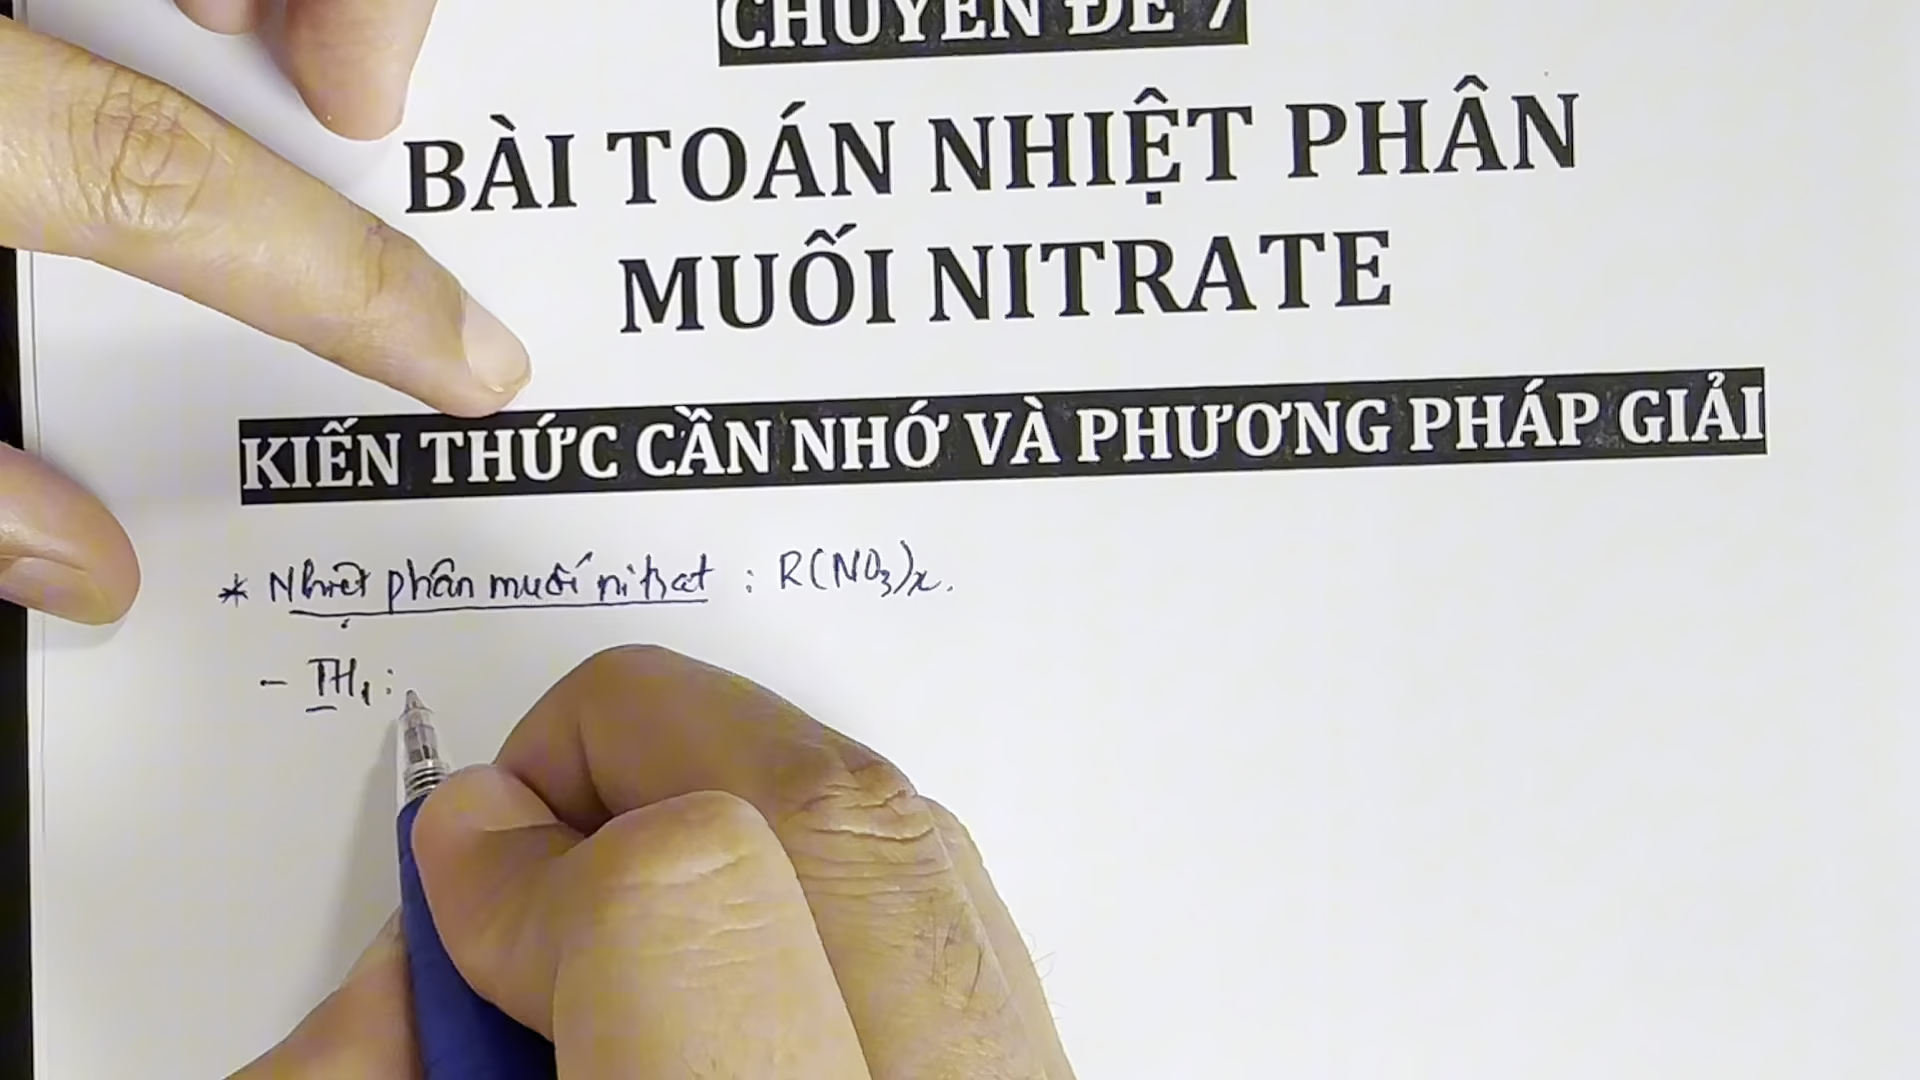 CHUYÊN ĐỀ 7
BÀI TOÁN NHIỆT PHÂN
MUỐI NITRATE
KIẾN THỨC CẦN NHỚ VÀ PHƯƠNG PHÁP GIẢI
* Nhiệt phân muối nitrat : R(NO₃)ₓ.
- TH₁ :